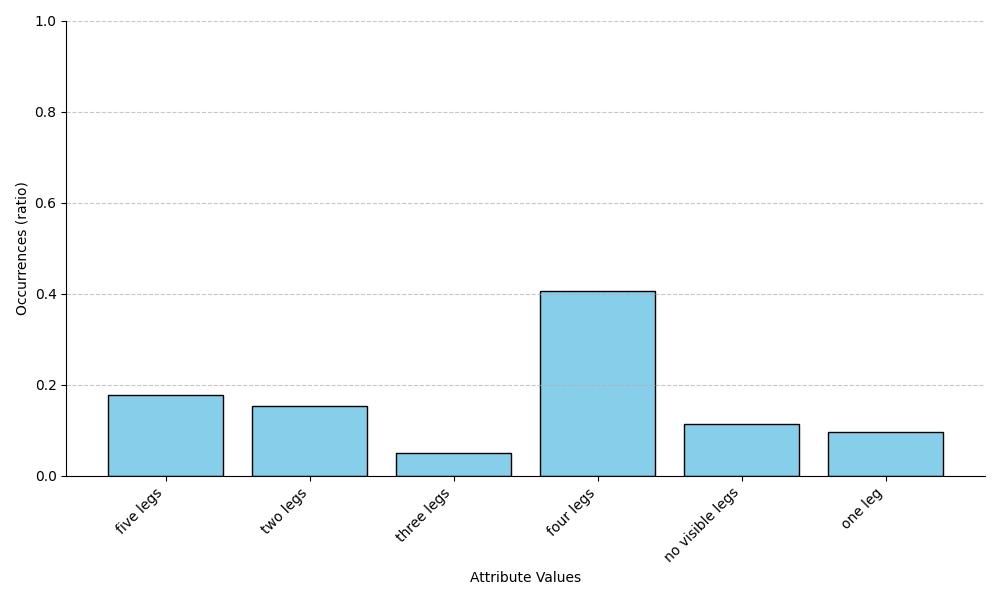 1.0
0.8
0.6
0.4
0.2
0.0
Occurrences (ratio)
five legs
two legs
three legs
four legs
no visible legs
one leg
Attribute Values